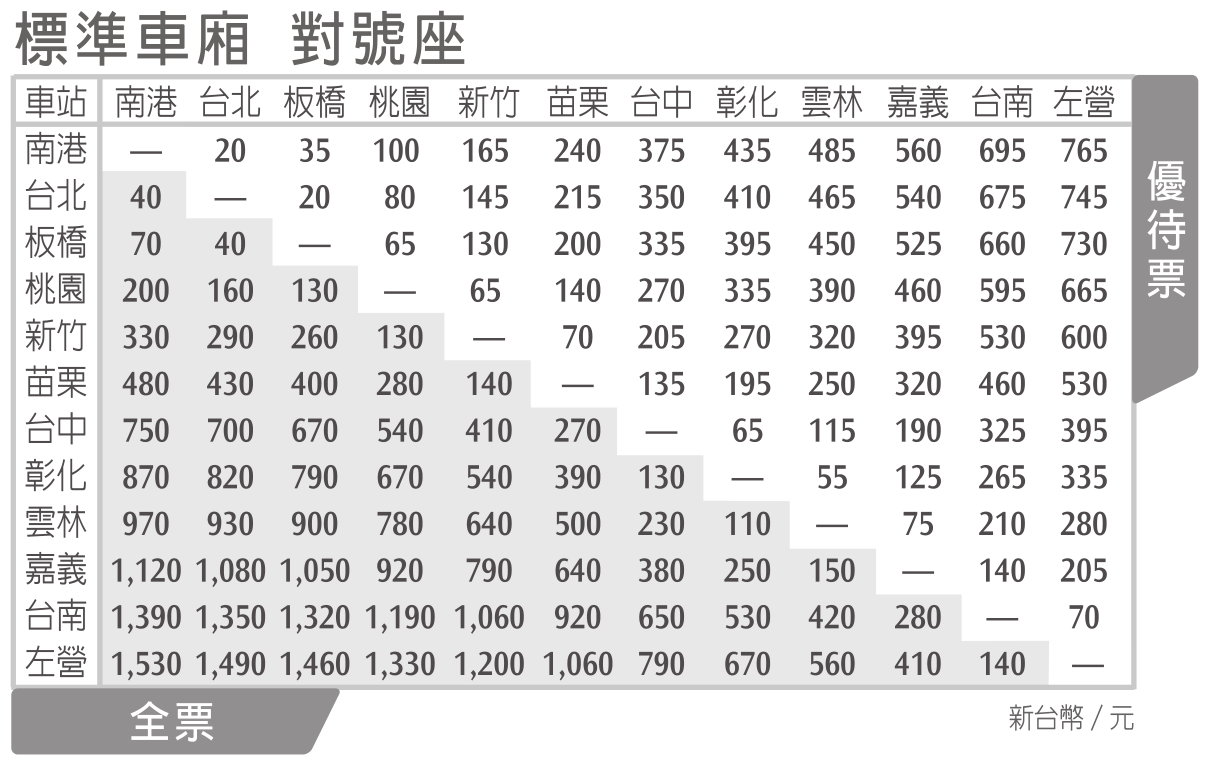 標準車廂 對號座
車站 南港 台北 板橋 桃園 新竹 苗栗 台中 彰化 雲林 嘉義 台南 左營
南港 — 20 35 100 165 240 375 435 485 560 695 765
台北 40 — 20 80 145 215 350 410 465 540 675 745
板橋 70 40 — 65 130 200 335 395 450 525 660 730
桃園 200 160 130 — 65 140 270 335 390 460 595 665
新竹 330 290 260 130 — 70 205 270 320 395 530 600
苗栗 480 430 400 280 140 — 135 195 250 320 460 530
台中 750 700 670 540 410 270 — 65 115 190 325 395
彰化 870 820 790 670 540 390 130 — 55 125 265 335
雲林 970 930 900 780 640 500 230 110 — 75 210 280
嘉義 1,120 1,080 1,050 920 790 640 380 250 150 — 140 205
台南 1,390 1,350 1,320 1,190 1,060 920 650 530 420 280 — 70
左營 1,530 1,490 1,460 1,330 1,200 1,060 790 670 560 410 140 —
優待票
全票
新台幣 / 元